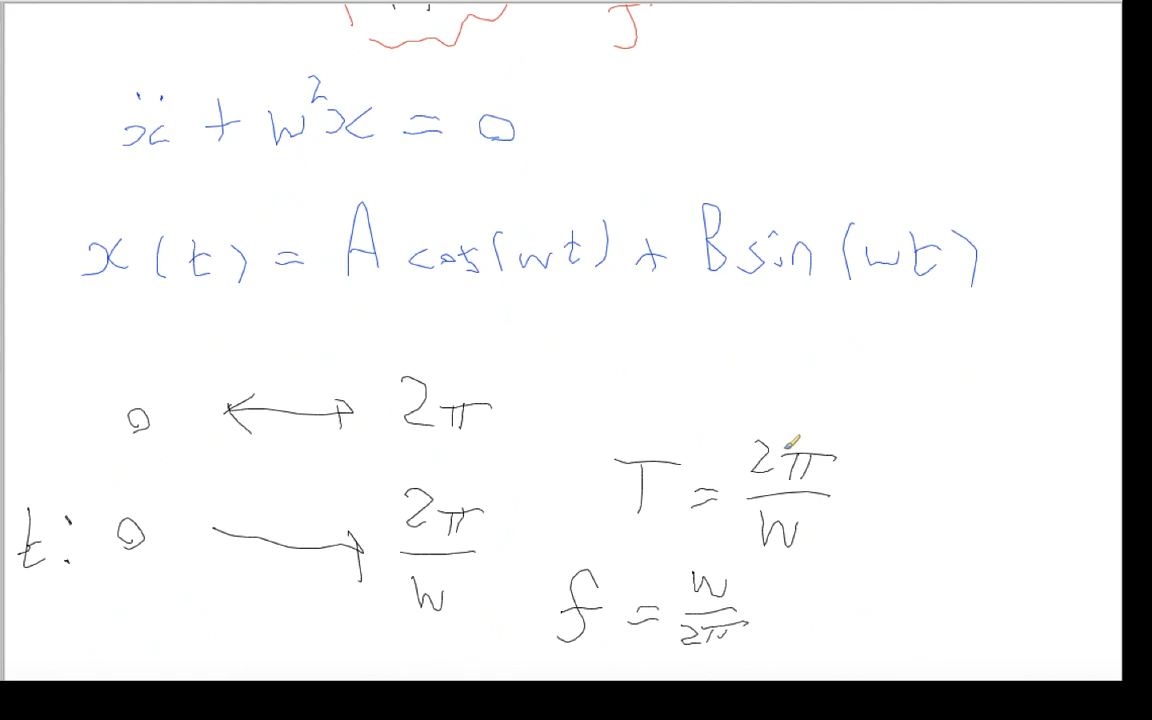 ẍ + w²x = 0
x(t) = A cos(wt) + B sin(wt)
0 ↔ 2π
t: 0 → 2π/w
T = 2π/w
f = w/2π